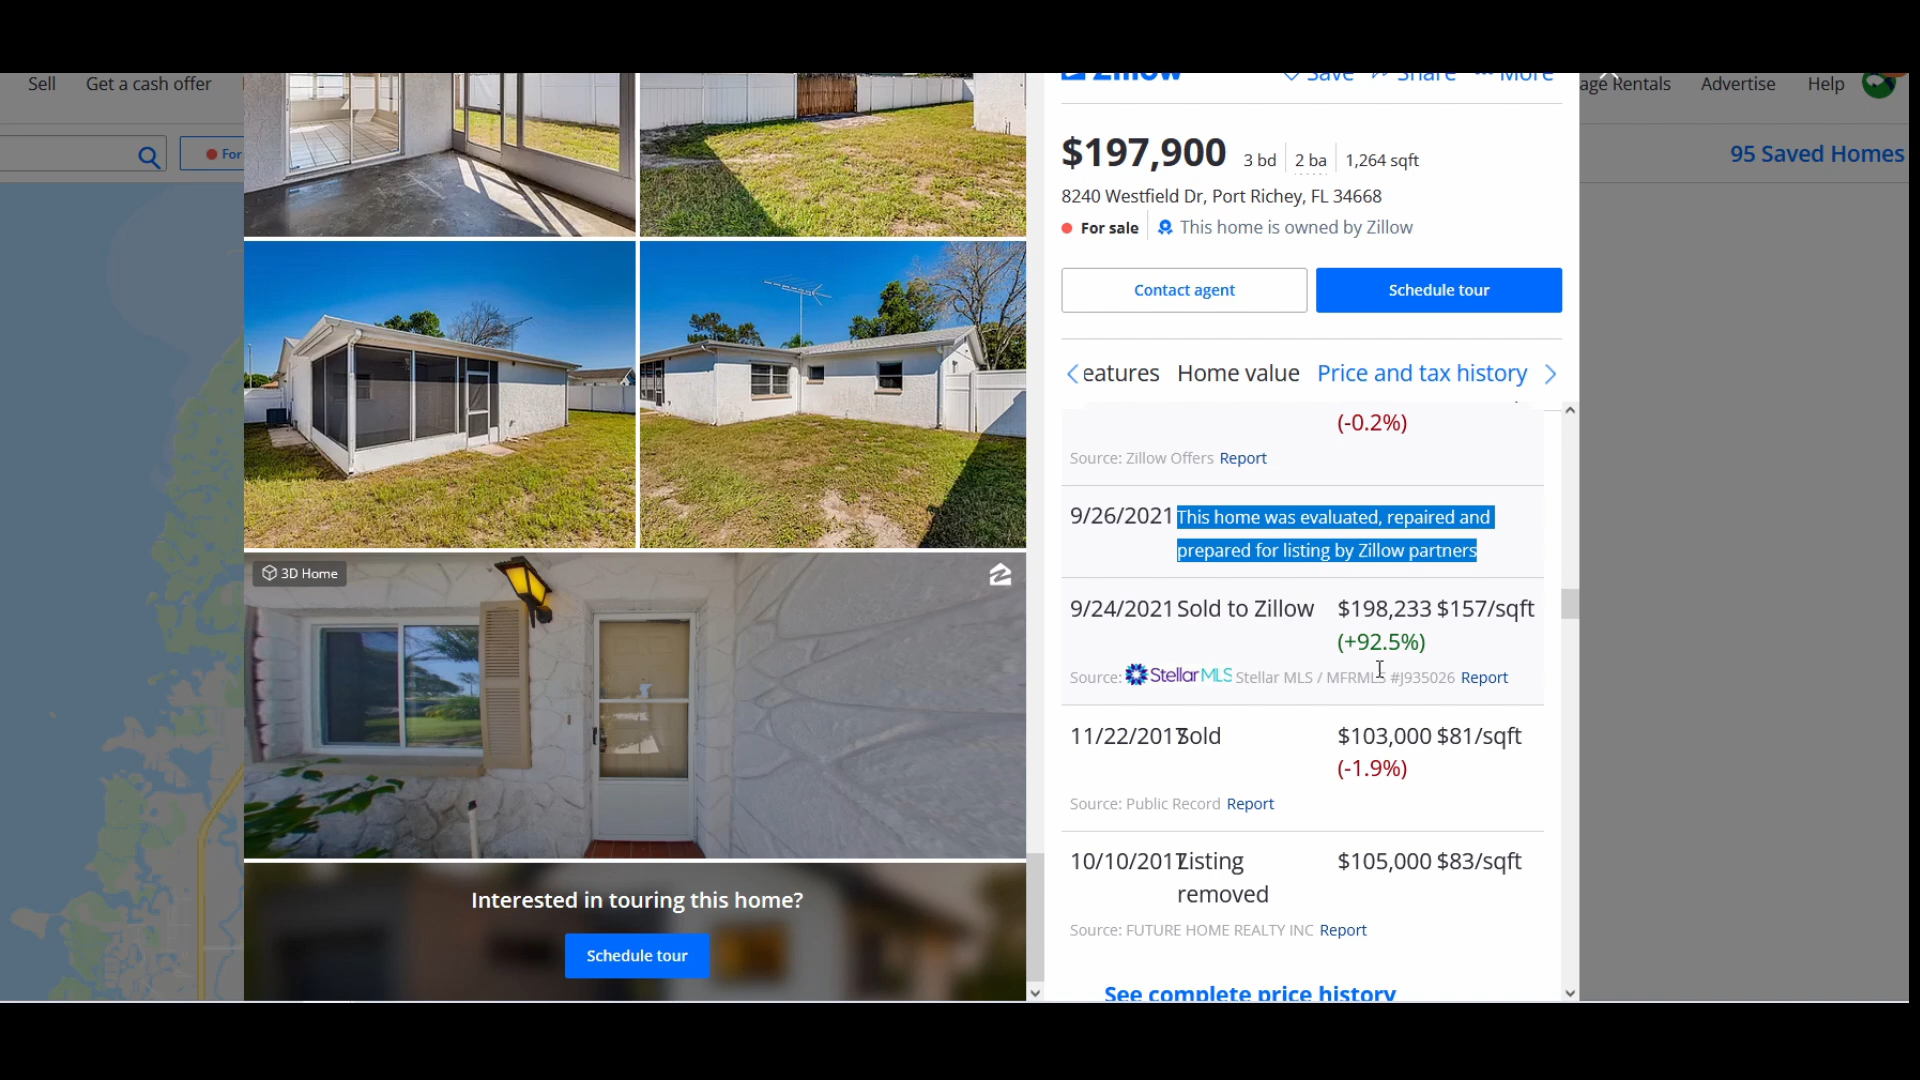 Sell Get a cash offer
age Rentals Advertise Help
For
95 Saved Homes
3D Home
Interested in touring this home?
Schedule tour
Zillow Save Share More
$197,900 3 bd 2 ba 1,264 sqft
8240 Westfield Dr, Port Richey, FL 34668
For sale This home is owned by Zillow
Contact agent Schedule tour
eatures Home value Price and tax history
(-0.2%)
Source: Zillow Offers Report
9/26/2021 This home was evaluated, repaired and
prepared for listing by Zillow partners
9/24/2021 Sold to Zillow $198,233 $157/sqft
(+92.5%)
Source: StellarMLS Stellar MLS / MFRMLS #J935026 Report
11/22/2017 Sold $103,000 $81/sqft
(-1.9%)
Source: Public Record Report
10/10/2017 Listing $105,000 $83/sqft
removed
Source: FUTURE HOME REALTY INC Report
See complete price history